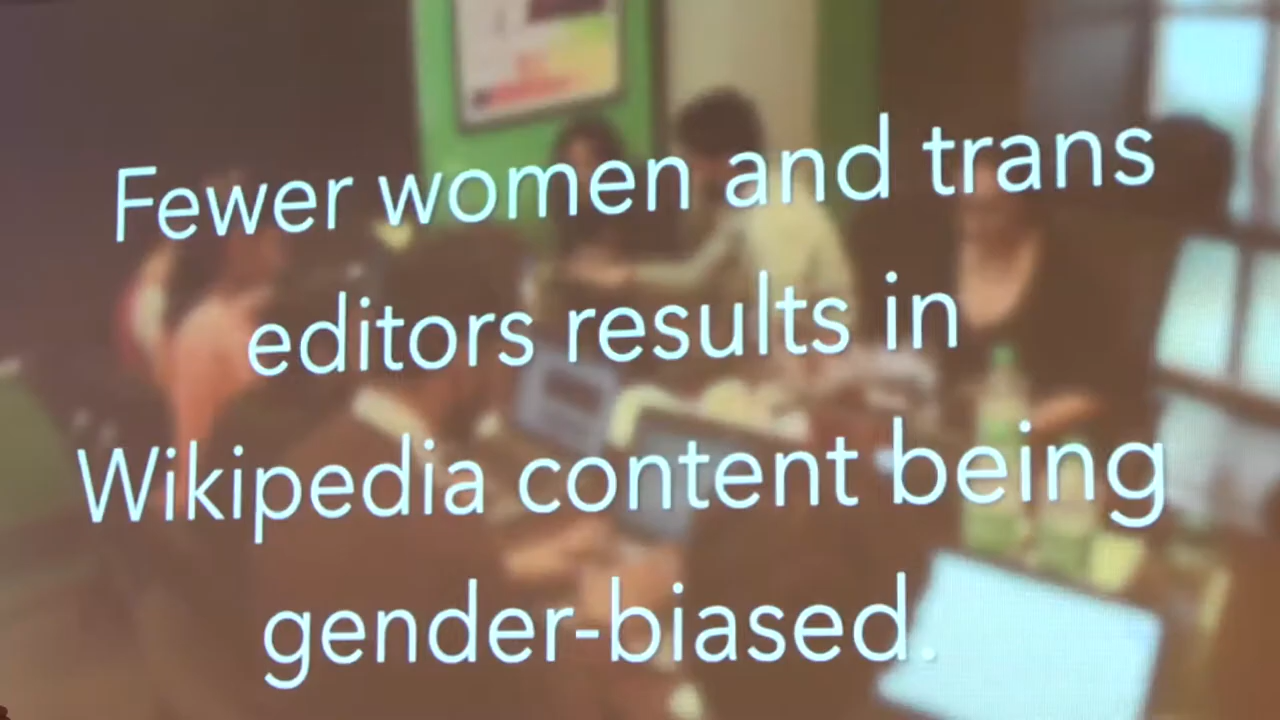 Fewer women and trans
editors results in
Wikipedia content being
gender-biased.